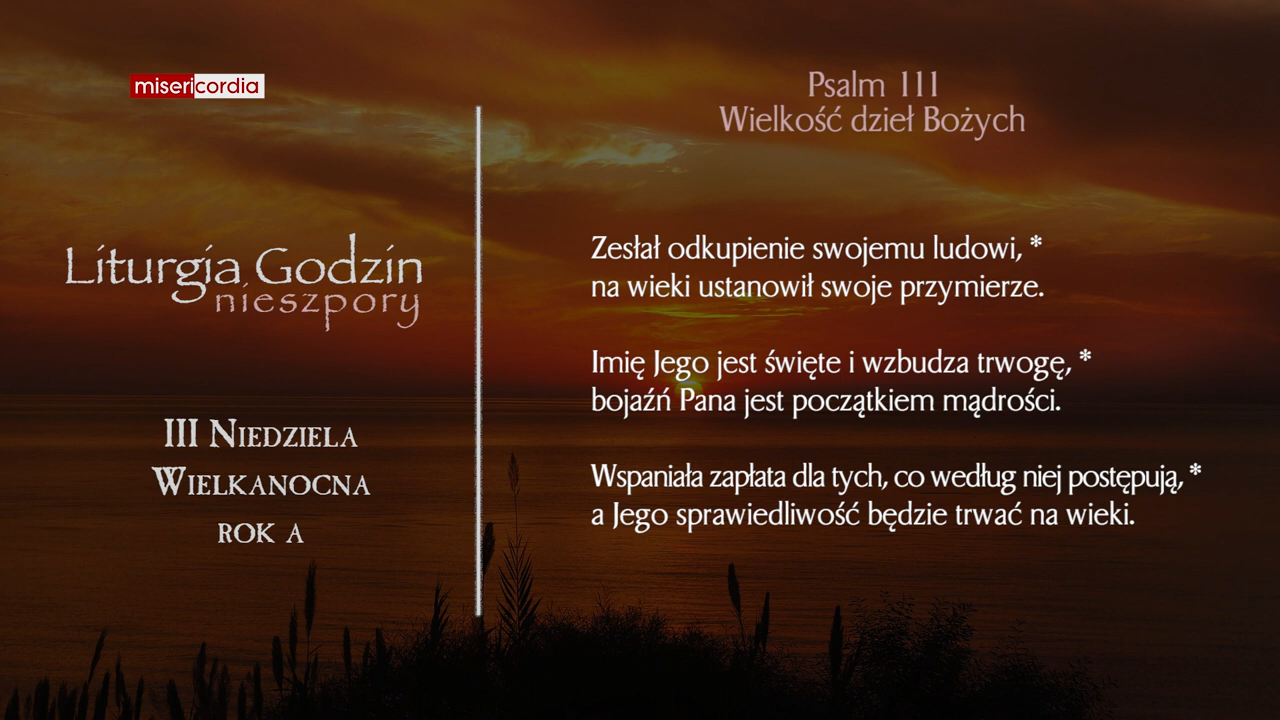 misericordia
Liturgia Godzin
nieszpory
III Niedziela
Wielkanocna
rok A
Psalm 111
Wielkość dzieł Bożych
Zesłał odkupienie swojemu ludowi, *
na wieki ustanowił swoje przymierze.
Imię Jego jest święte i wzbudza trwogę, *
bojaźń Pana jest początkiem mądrości.
Wspaniała zapłata dla tych, co według niej postępują, *
a Jego sprawiedliwość będzie trwać na wieki.